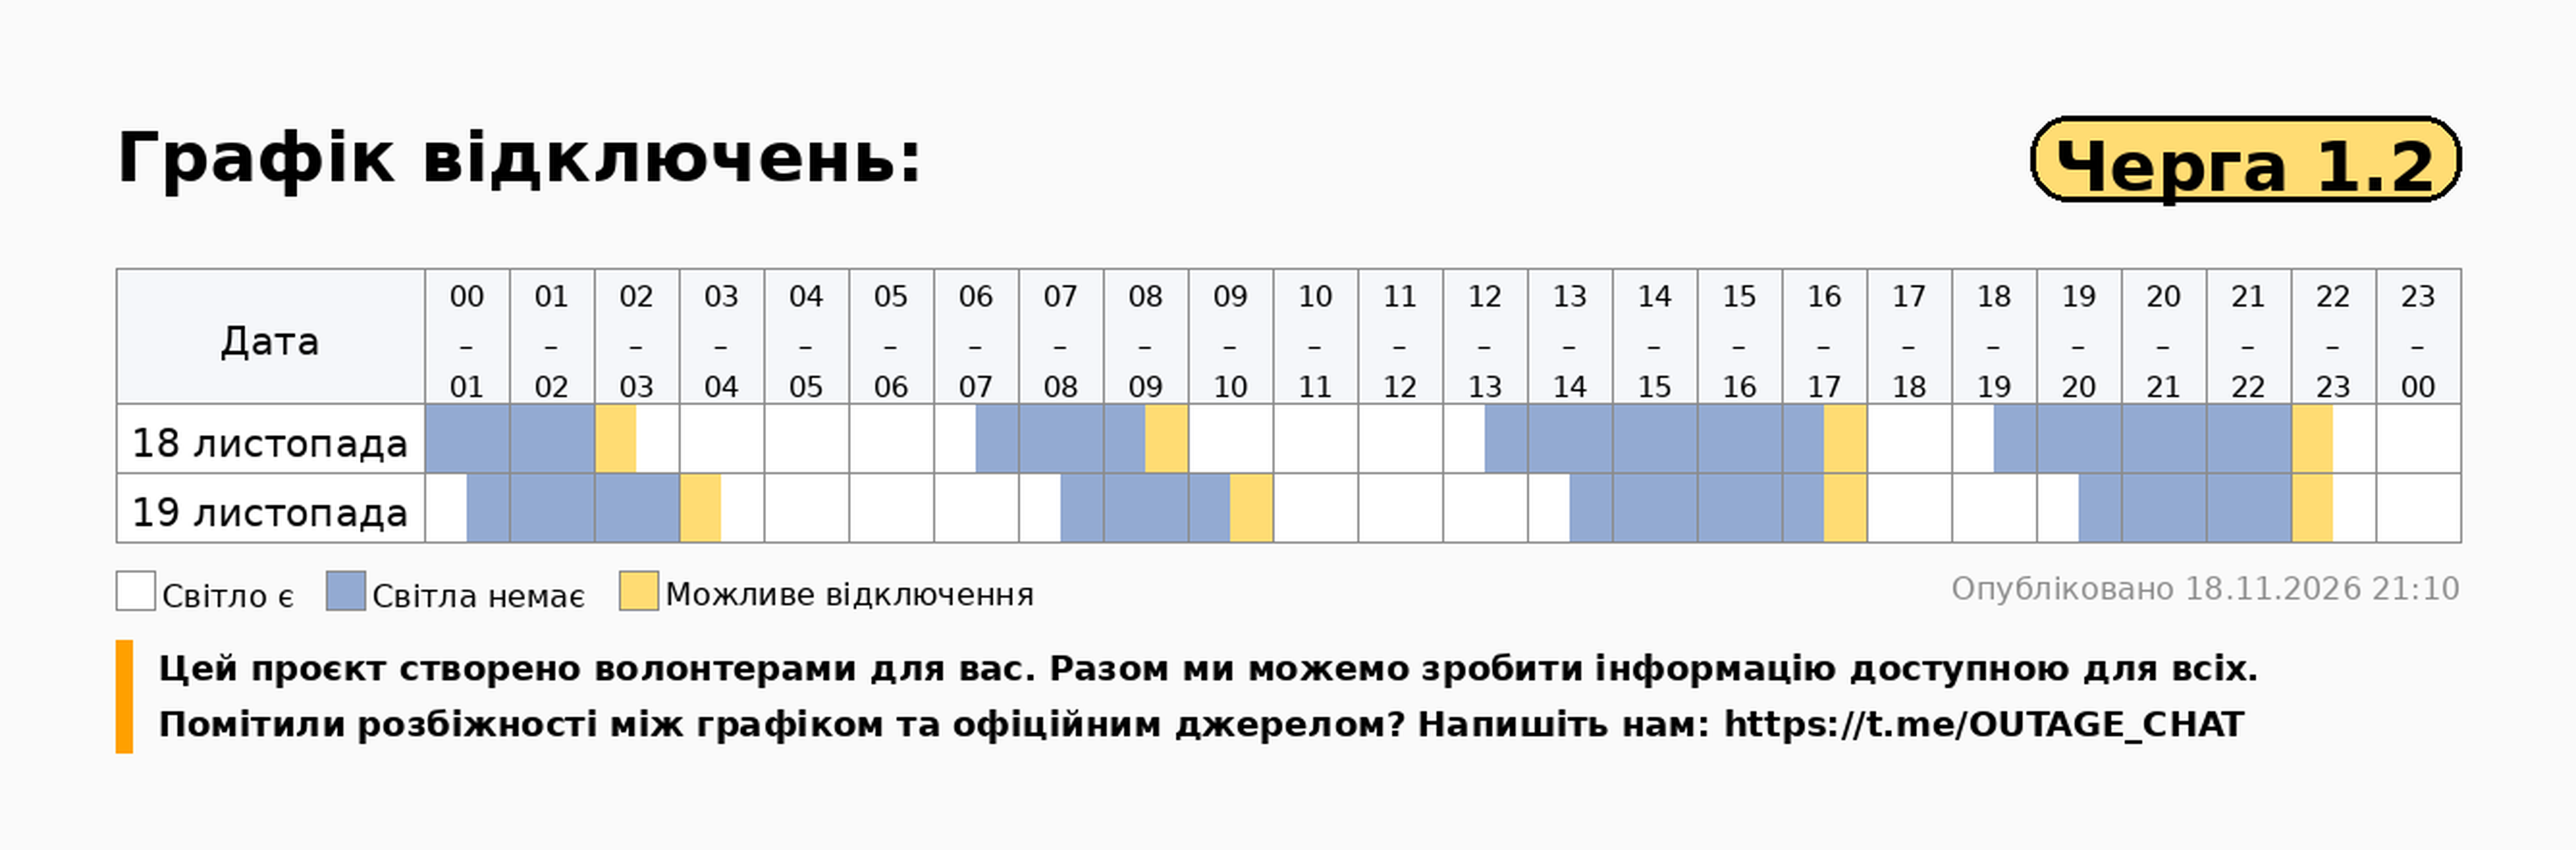 Графік відключень:
Черга 1.2
Дата
00 – 01
01 – 02
02 – 03
03 – 04
04 – 05
05 – 06
06 – 07
07 – 08
08 – 09
09 – 10
10 – 11
11 – 12
12 – 13
13 – 14
14 – 15
15 – 16
16 – 17
17 – 18
18 – 19
19 – 20
20 – 21
21 – 22
22 – 23
23 – 00
18 листопада
19 листопада
Світло є
Світла немає
Можливе відключення
Опубліковано 18.11.2026 21:10
Цей проєкт створено волонтерами для вас. Разом ми можемо зробити інформацію доступною для всіх.
Помітили розбіжності між графіком та офіційним джерелом? Напишіть нам: https://t.me/OUTAGE_CHAT